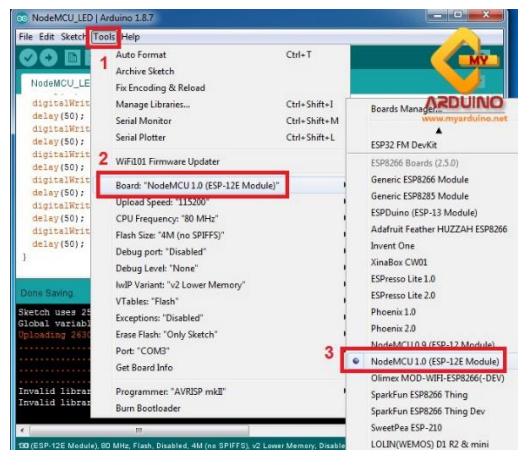 NodeMCU_LED | Arduino 1.8.7
File Edit Sketch Tools Help
1
NodeMCU_LE
digitalWrit
delay(50);
digitalWrit
delay(50);
digitalWrit
delay(50);
digitalWrit
delay(50);
digitalWrit
delay(50);
digitalWrit
delay(50);
}
Done Saving.
Sketch uses 25
Global variabl
Uploading 2630
Invalid librar
Invalid librar
Auto Format Ctrl+T
Archive Sketch
Fix Encoding & Reload
Manage Libraries... Ctrl+Shift+I
Serial Monitor Ctrl+Shift+M
Serial Plotter Ctrl+Shift+L
2
WiFi101 Firmware Updater
Board: "NodeMCU 1.0 (ESP-12E Module)"
Upload Speed: "115200"
CPU Frequency: "80 MHz"
Flash Size: "4M (no SPIFFS)"
Debug port: "Disabled"
Debug Level: "None"
IwIP Variant: "v2 Lower Memory"
VTables: "Flash"
Exceptions: "Disabled"
Erase Flash: "Only Sketch"
Port: "COM3"
Get Board Info
Programmer: "AVRISP mkII"
Burn Bootloader
MY
ARDUINO
www.myarduino.net
Boards Manager...
ESP32 FM DevKit
ESP8266 Boards (2.5.0)
Generic ESP8266 Module
Generic ESP8285 Module
ESPDuino (ESP-13 Module)
Adafruit Feather HUZZAH ESP8266
Invent One
XinaBox CW01
ESPresso Lite 1.0
ESPresso Lite 2.0
Phoenix 1.0
Phoenix 2.0
NodeMCU 0.9 (ESP-12 Module)
3
NodeMCU 1.0 (ESP-12E Module)
Olimex MOD-WIFI-ESP8266(-DEV)
SparkFun ESP8266 Thing
SparkFun ESP8266 Thing Dev
SweetPea ESP-210
LOLIN(WEMOS) D1 R2 & mini
(ESP-12E Module), 80 MHz, Flash, Disabled, 4M (no SPIFFS), v2 Lower Memory, Disable